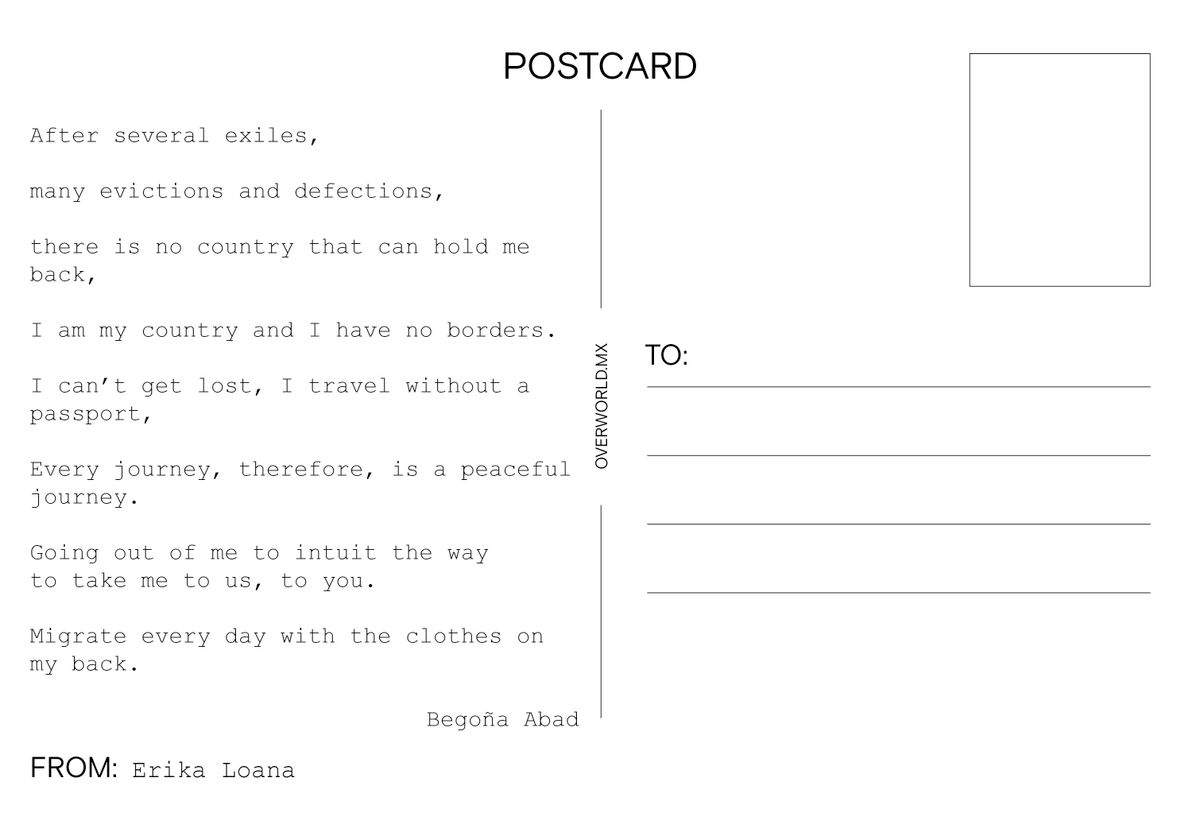 POSTCARD
After several exiles,
many evictions and defections,
there is no country that can hold me
back,
I am my country and I have no borders.
I can’t get lost, I travel without a
passport,
Every journey, therefore, is a peaceful
journey.
Going out of me to intuit the way
to take me to us, to you.
Migrate every day with the clothes on
my back.
Begoña Abad
FROM: Erika Loana
OVERWORLD.MX
TO: